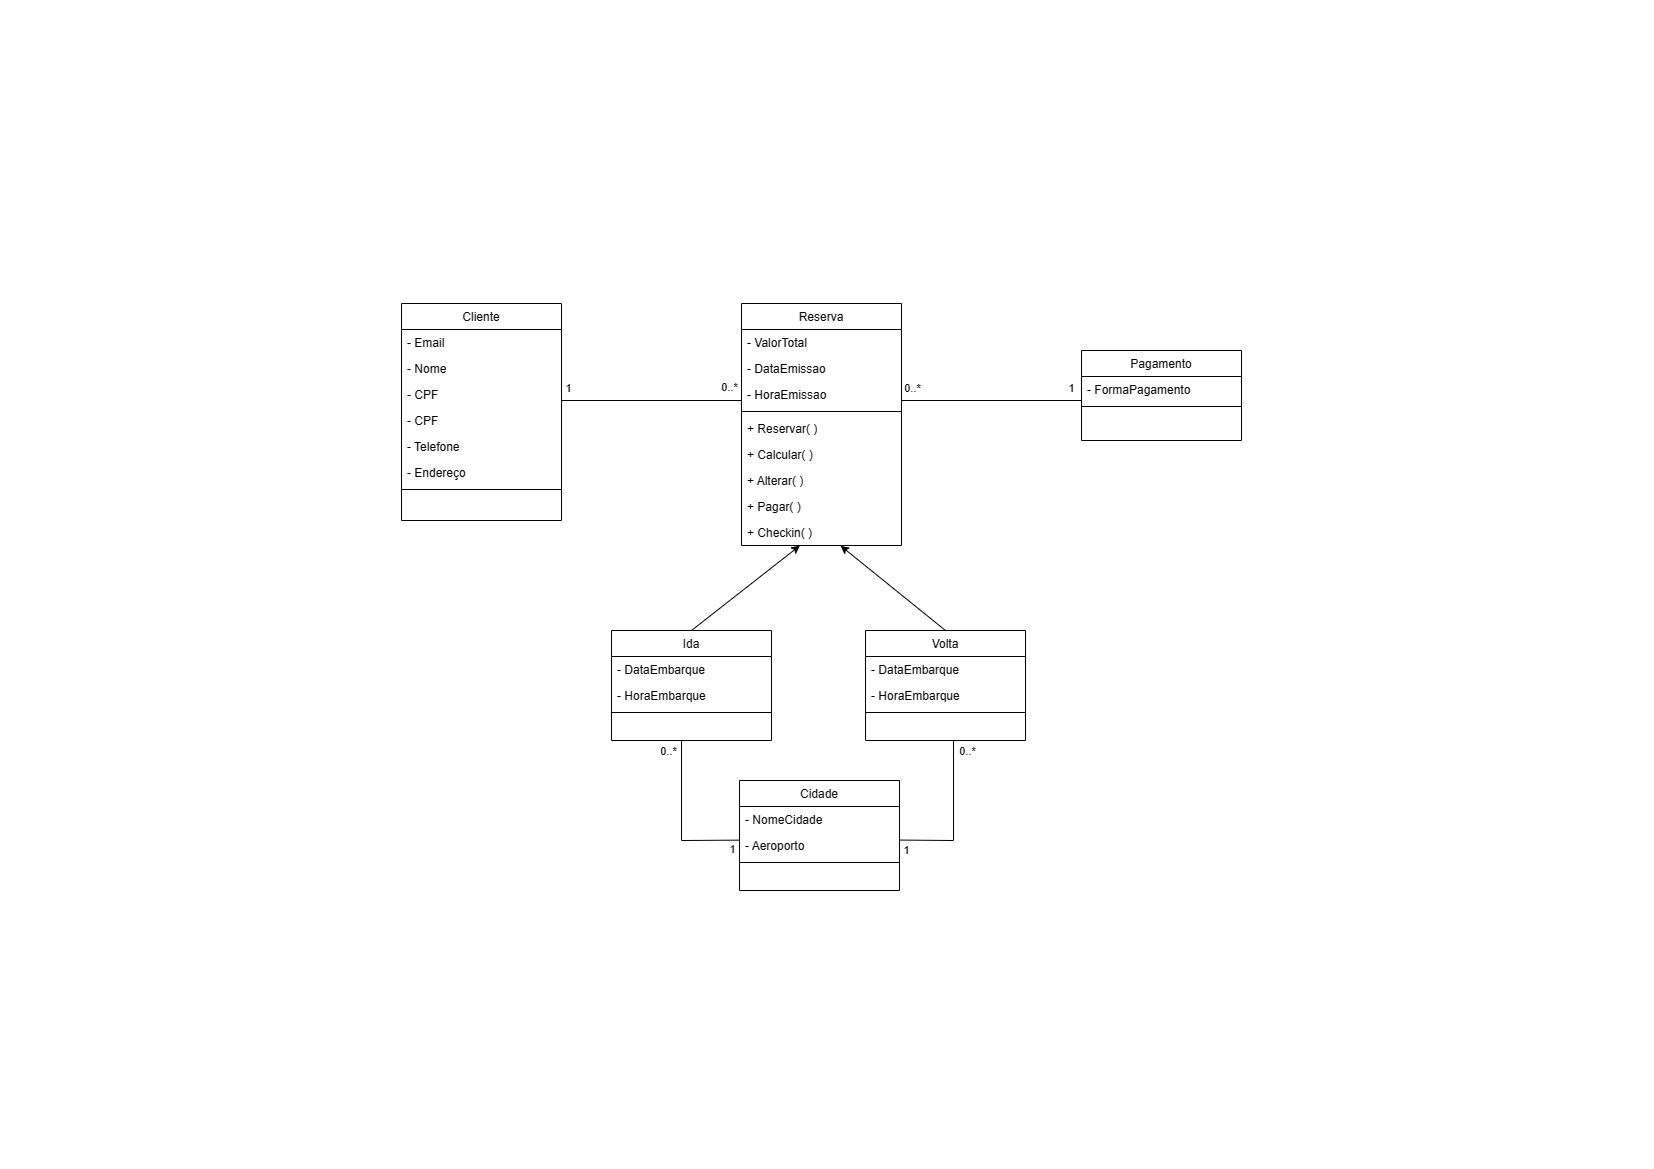 Cliente
- Email
- Nome
- CPF
- CPF
- Telefone
- Endereço
1
0..*
Reserva
- ValorTotal
- DataEmissao
- HoraEmissao
+ Reservar( )
+ Calcular( )
+ Alterar( )
+ Pagar( )
+ Checkin( )
0..*
1
Pagamento
- FormaPagamento
Ida
- DataEmbarque
- HoraEmbarque
0..*
Volta
- DataEmbarque
- HoraEmbarque
0..*
Cidade
- NomeCidade
- Aeroporto
1
1